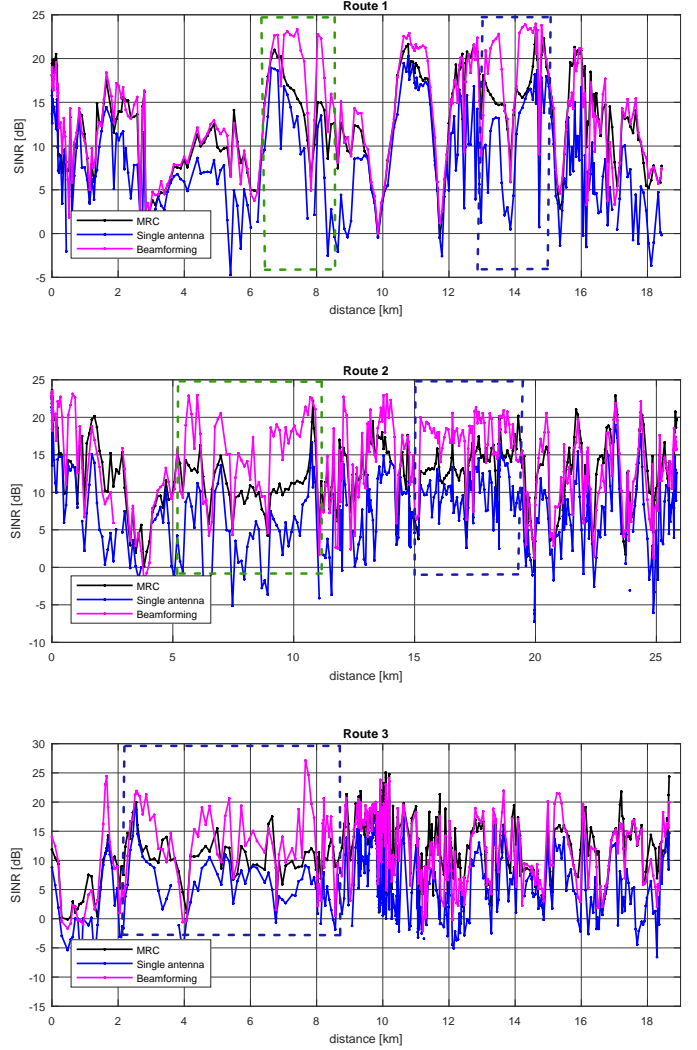 Route 1
25
20
15
10
5
0
-5
SINR [dB]
MRC
Single antenna
Beamforming
0 2 4 6 8 10 12 14 16 18
distance [km]
Route 2
25
20
15
10
5
0
-5
-10
SINR [dB]
MRC
Single antenna
Beamforming
0 5 10 15 20 25
distance [km]
Route 3
30
25
20
15
10
5
0
-5
-10
-15
SINR [dB]
MRC
Single antenna
Beamforming
0 2 4 6 8 10 12 14 16 18
distance [km]